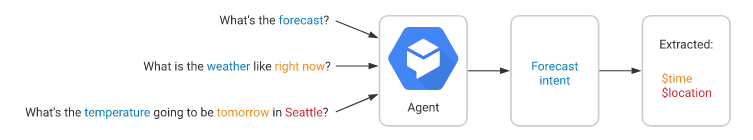 What's the forecast?
What is the weather like right now?
What's the temperature going to be tomorrow in Seattle?
Agent
Forecast
intent
Extracted:
$time
$location